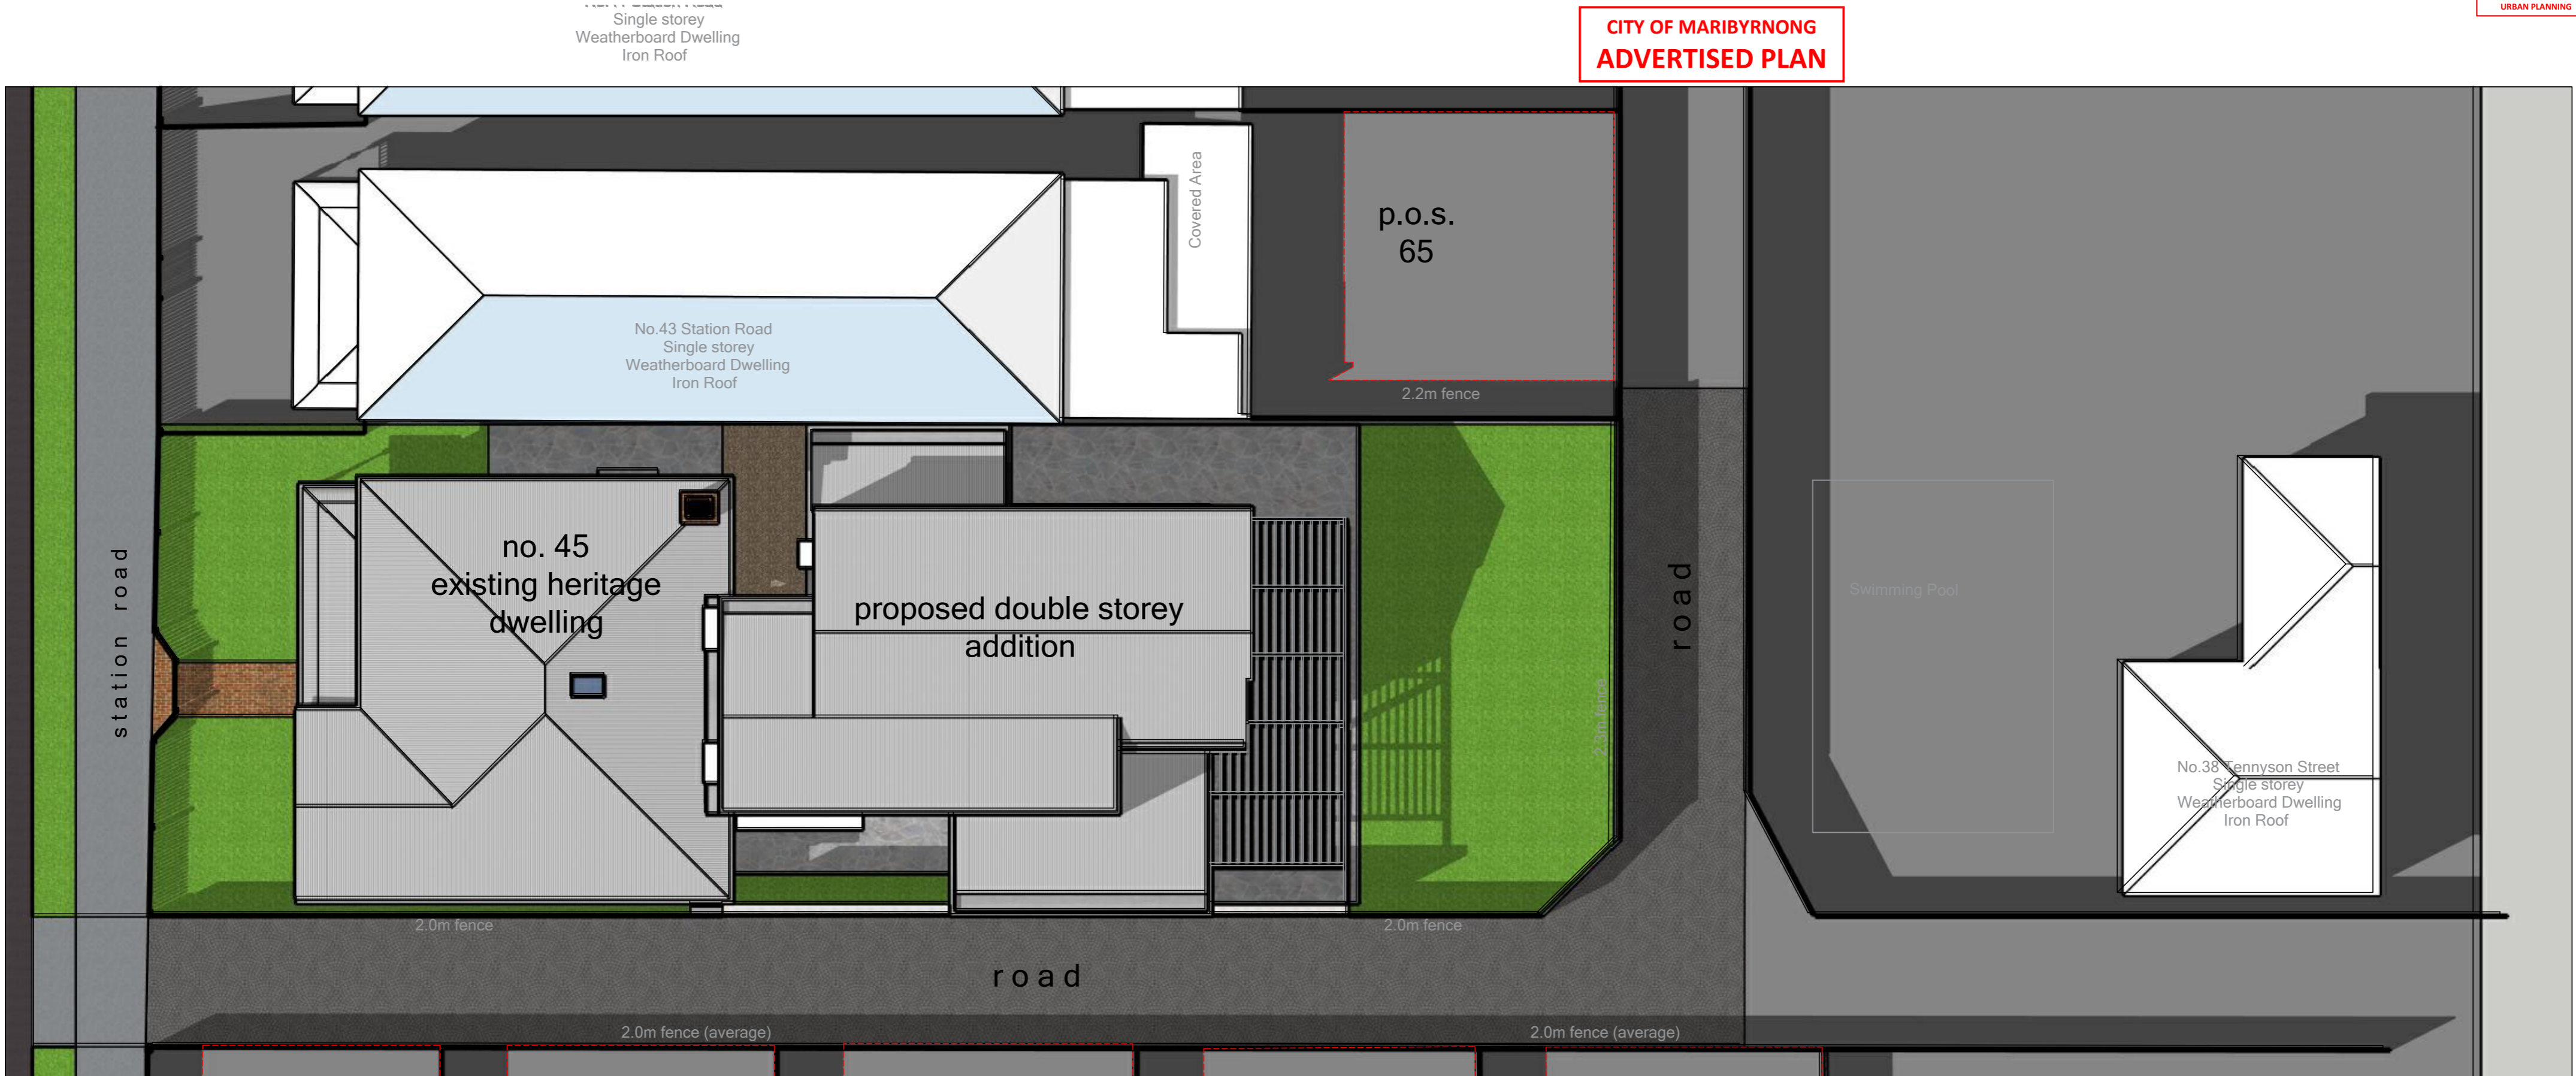 URBAN PLANNING
Single storey
Weatherboard Dwelling
Iron Roof
CITY OF MARIBYRNONG
ADVERTISED PLAN
Covered Area
p.o.s.
65
No.43 Station Road
Single storey
Weatherboard Dwelling
Iron Roof
2.2m fence
station road
no. 45
existing heritage
dwelling
proposed double storey
addition
road
Swimming Pool
2.3m fence
No.38 Tennyson Street
Single storey
Weatherboard Dwelling
Iron Roof
2.0m fence
2.0m fence
road
2.0m fence (average)
2.0m fence (average)